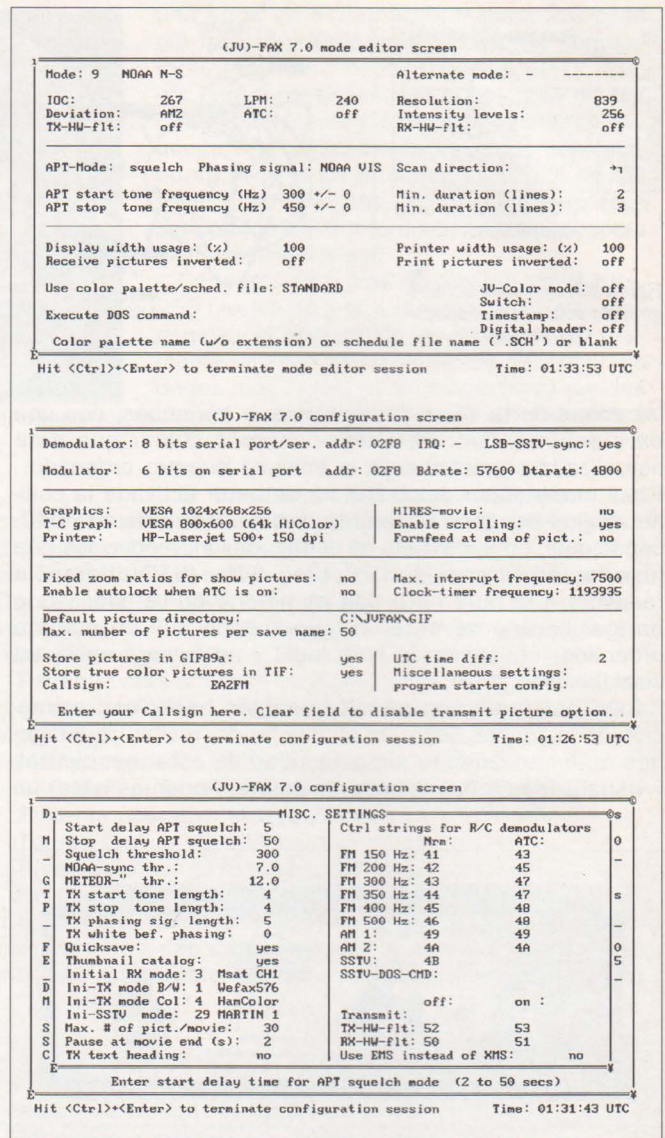 (JV)-FAX 7.0 mode editor screen
Mode: 9 NOAA N-S Alternate mode: - --------
IOC: 267 LPM: 240 Resolution: 839
Deviation: AM2 ATC: off Intensity levels: 256
TX-HW-flt: off RX-HW-flt: off
APT-Mode: squelch Phasing signal: NOAA VIS Scan direction: →┐
APT start tone frequency (Hz) 300 +/- 0 Min. duration (lines): 2
APT stop tone frequency (Hz) 450 +/- 0 Min. duration (lines): 3
Display width usage: (%) 100 Printer width usage: (%) 100
Receive pictures inverted: off Print pictures inverted: off
Use color palette/sched. file: STANDARD JV-Color mode: off
Switch: off
Execute DOS command: Timestamp: off
Digital header: off
Color palette name (w/o extension) or schedule file name ('.SCH') or blank
Hit <Ctrl>+<Enter> to terminate mode editor session Time: 01:33:53 UTC
(JV)-FAX 7.0 configuration screen
Demodulator: 8 bits serial port/ser. addr: 02F8 IRQ: - LSB-SSTV-sync: yes
Modulator: 6 bits on serial port addr: 02F8 Bdrate: 57600 Dtarate: 4800
Graphics: VESA 1024x768x256 HIRES-movie: no
T-C graph: VESA 800x600 (64k HiColor) Enable scrolling: yes
Printer: HP-Laserjet 500+ 150 dpi Formfeed at end of pict.: no
Fixed zoom ratios for show pictures: no Max. interrupt frequency: 7500
Enable autolock when ATC is on: no Clock-timer frequency: 1193935
Default picture directory: C:\JVFAX\GIF
Max. number of pictures per save name: 50
Store pictures in GIF89a: yes UTC time diff: 2
Store true color pictures in TIF: yes Miscellaneous settings:
Callsign: EA2FM program starter config:
Enter your Callsign here. Clear field to disable transmit picture option...
Hit <Ctrl>+<Enter> to terminate configuration session Time: 01:26:53 UTC
(JV)-FAX 7.0 configuration screen
D MISC. SETTINGS s
Start delay APT squelch: 5 Ctrl strings for R/C demodulators
M Stop delay APT squelch: 50 Nrm: ATC: 0
_ Squelch threshold: 300 FM 150 Hz: 41 43 _
NOAA-sync thr.: 7.0 FM 200 Hz: 42 45
G METEOR-" thr.: 12.0 FM 300 Hz: 43 47
T TX start tone length: 4 FM 350 Hz: 44 47 s
P TX stop tone length: 4 FM 400 Hz: 45 48
_ TX phasing sig. length: 5 FM 500 Hz: 46 48 _
TX white bef. phasing: 0 AM 1: 49 49
F Quicksave: yes AM 2: 4A 4A 0
E Thumbnail catalog: yes SSTV: 4B 5
_ Initial RX mode: 3 Msat CH1 SSTV-DOS-CMD: _
D Ini-TX mode B/W: 1 Wefax576
M Ini-TX mode Col: 4 HamColor off: on :
Ini-SSTV mode: 29 MARTIN 1 Transmit:
S Max. # of pict./movie: 30 TX-HW-flt: 52 53
S Pause at movie end (s): 2 RX-HW-flt: 50 51
C TX text heading: no Use EMS instead of XMS: no
Enter start delay time for APT squelch mode (2 to 50 secs)
Hit <Ctrl>+<Enter> to terminate configuration session Time: 01:31:43 UTC